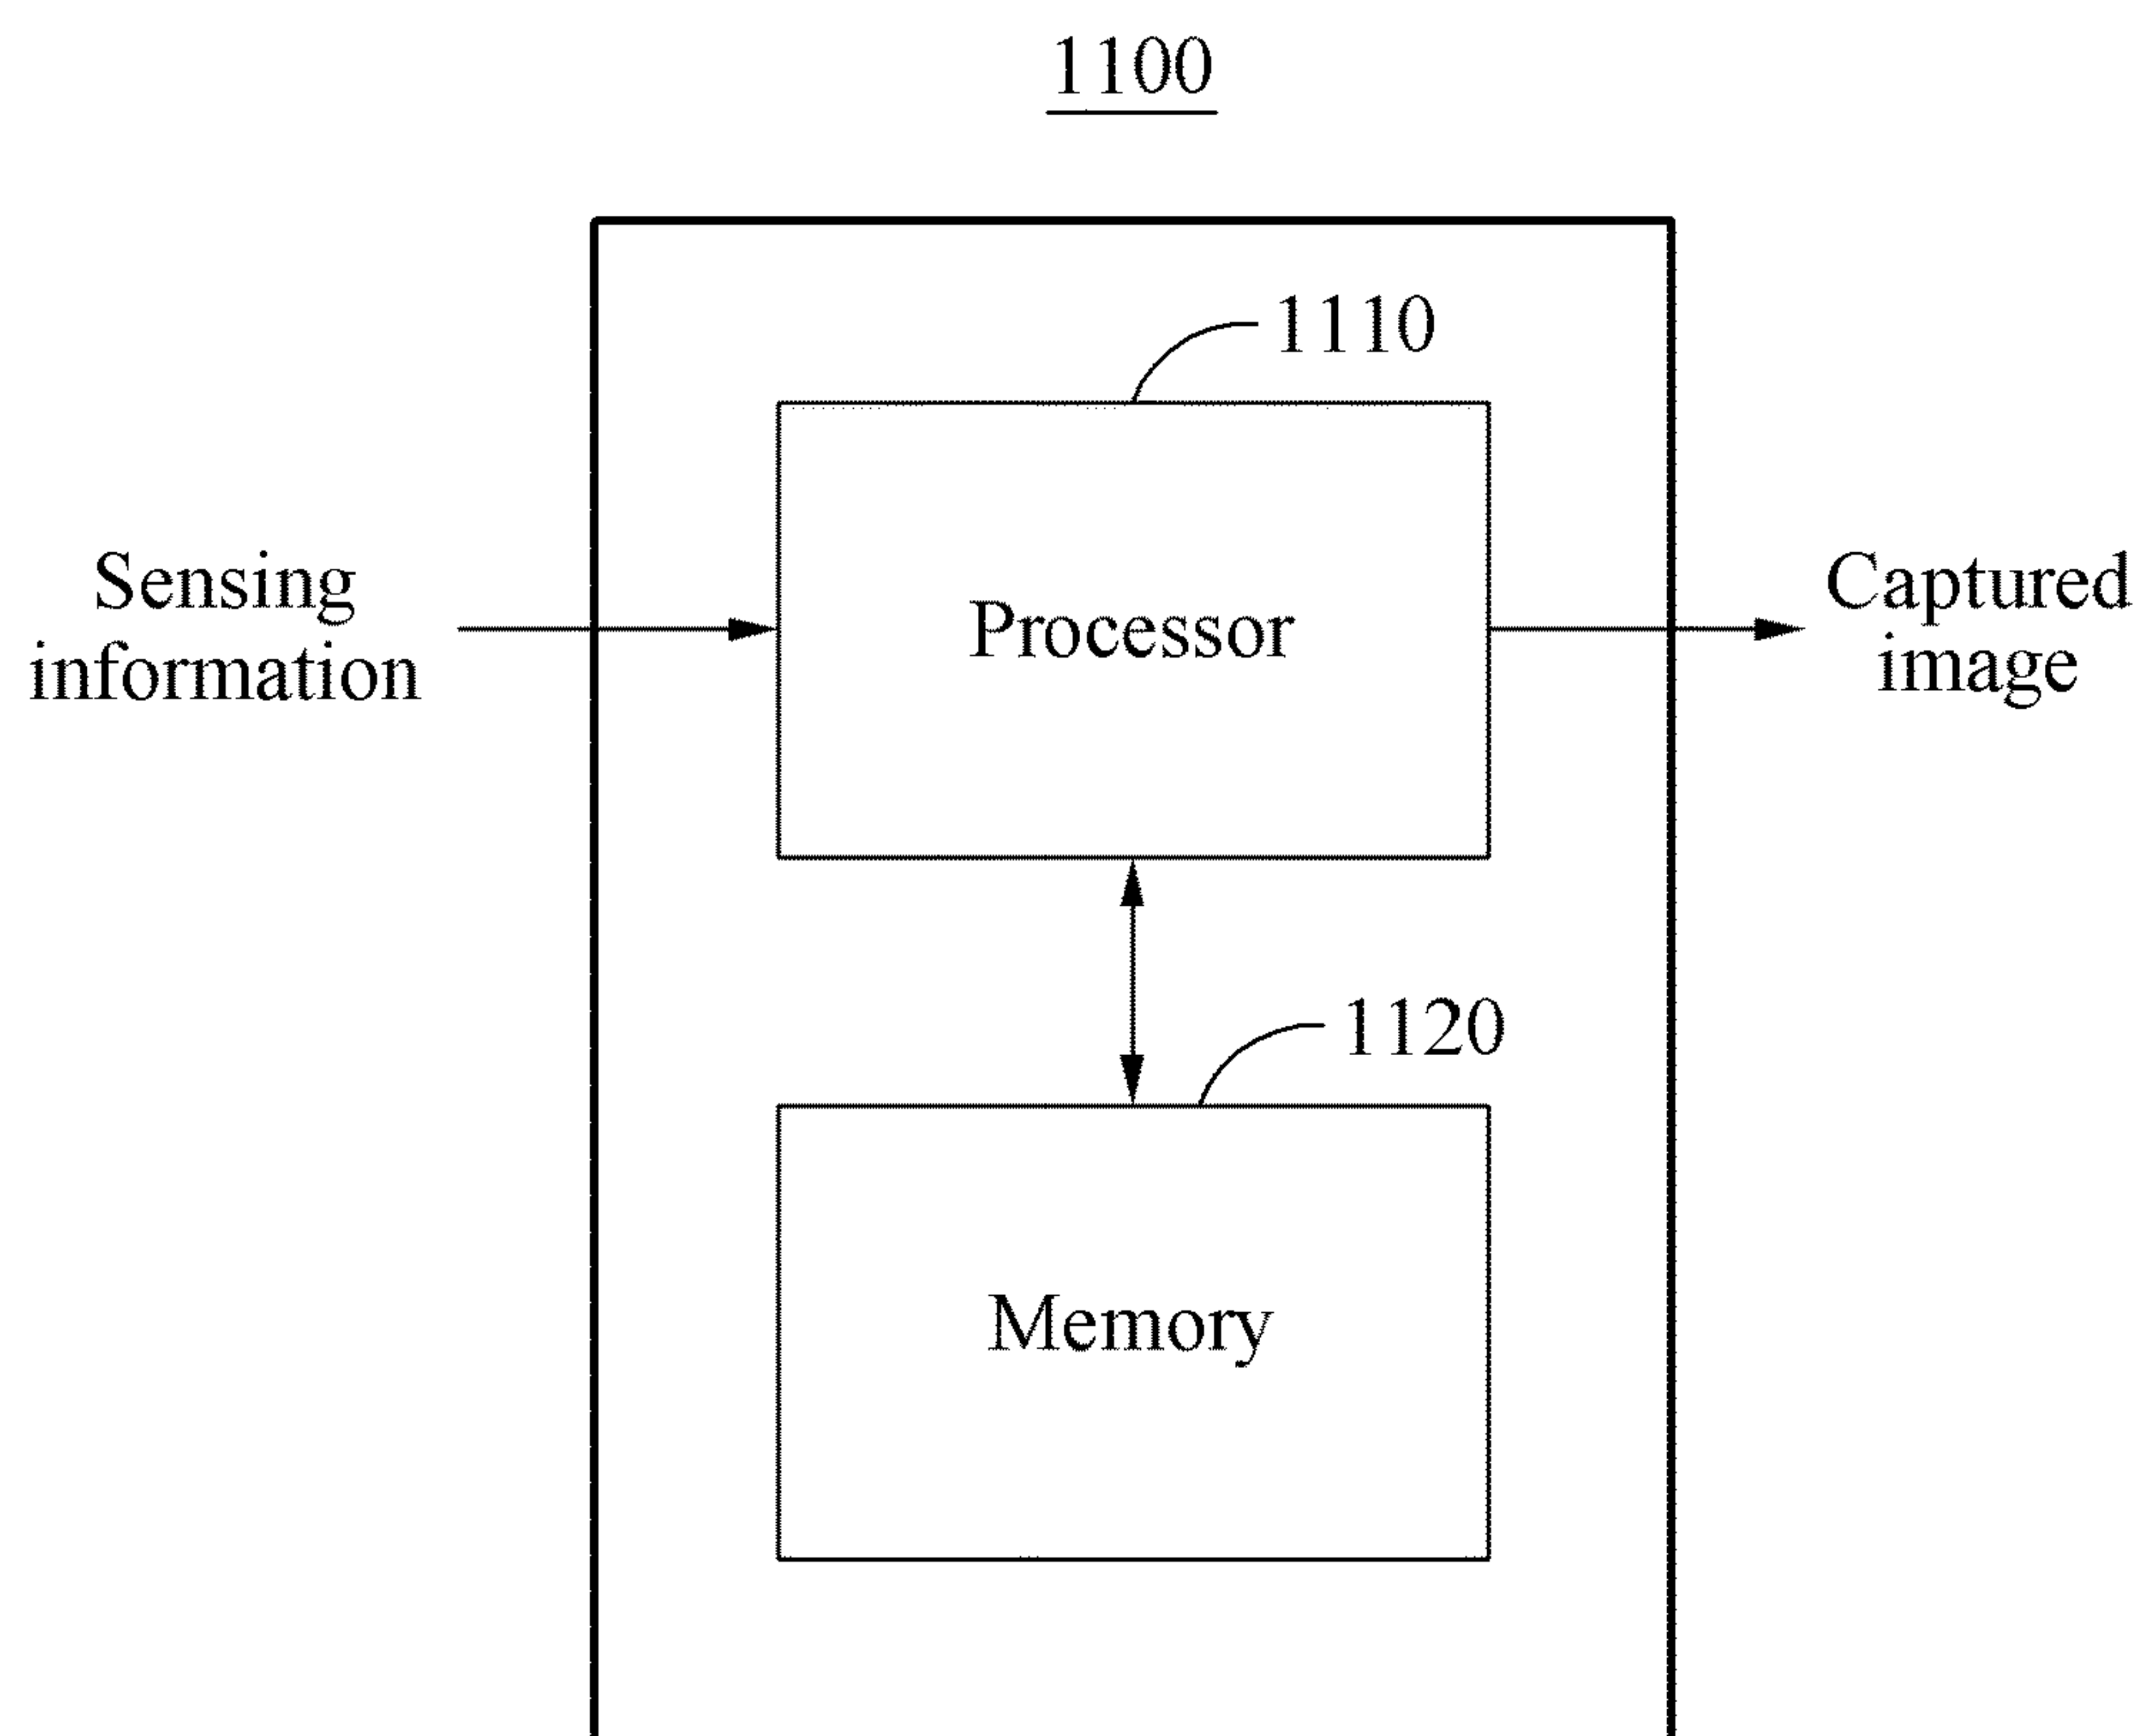 1100
1110
Sensing
information
Processor
Captured
image
1120
Memory